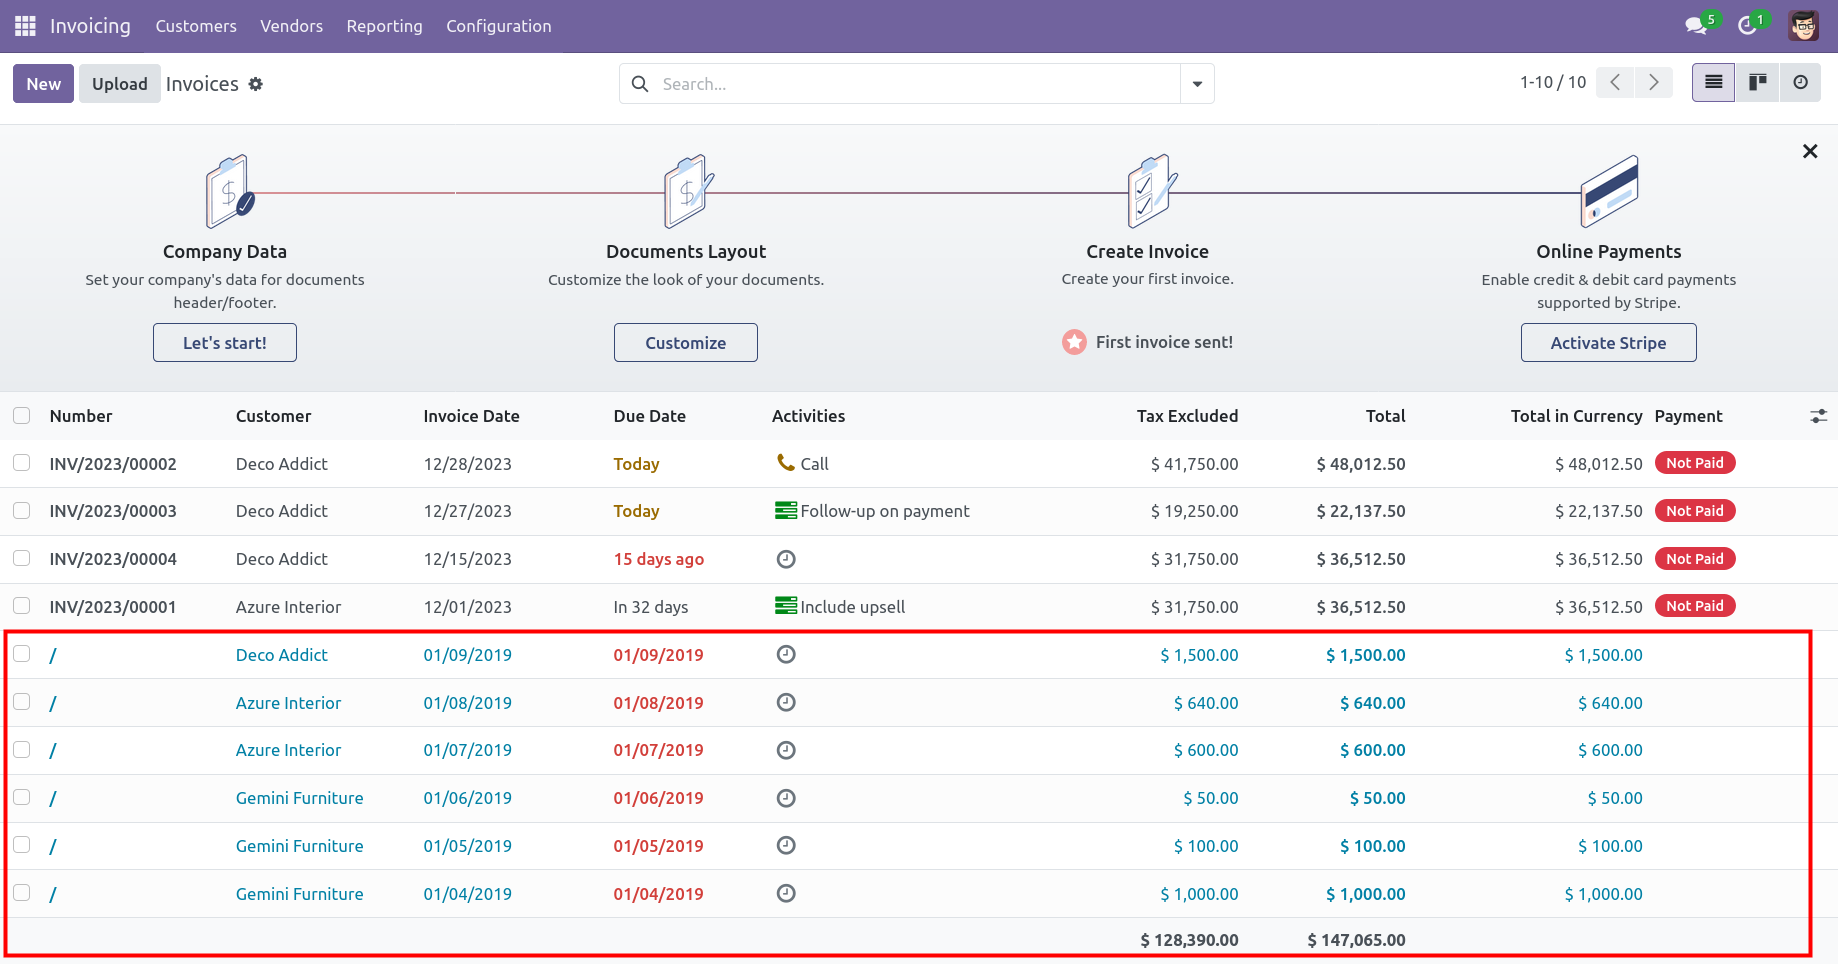 Invoicing Customers Vendors Reporting Configuration 5 1
New Upload Invoices Search... 1-10 / 10
Company Data
Set your company's data for documents
header/footer.
Let's start!
Documents Layout
Customize the look of your documents.
Customize
Create Invoice
Create your first invoice.
First invoice sent!
Online Payments
Enable credit & debit card payments
supported by Stripe.
Activate Stripe
Number Customer Invoice Date Due Date Activities Tax Excluded Total Total in Currency Payment
INV/2023/00002 Deco Addict 12/28/2023 Today Call $ 41,750.00 $ 48,012.50 $ 48,012.50 Not Paid
INV/2023/00003 Deco Addict 12/27/2023 Today Follow-up on payment $ 19,250.00 $ 22,137.50 $ 22,137.50 Not Paid
INV/2023/00004 Deco Addict 12/15/2023 15 days ago $ 31,750.00 $ 36,512.50 $ 36,512.50 Not Paid
INV/2023/00001 Azure Interior 12/01/2023 In 32 days Include upsell $ 31,750.00 $ 36,512.50 $ 36,512.50 Not Paid
/ Deco Addict 01/09/2019 01/09/2019 $ 1,500.00 $ 1,500.00 $ 1,500.00
/ Azure Interior 01/08/2019 01/08/2019 $ 640.00 $ 640.00 $ 640.00
/ Azure Interior 01/07/2019 01/07/2019 $ 600.00 $ 600.00 $ 600.00
/ Gemini Furniture 01/06/2019 01/06/2019 $ 50.00 $ 50.00 $ 50.00
/ Gemini Furniture 01/05/2019 01/05/2019 $ 100.00 $ 100.00 $ 100.00
/ Gemini Furniture 01/04/2019 01/04/2019 $ 1,000.00 $ 1,000.00 $ 1,000.00
$ 128,390.00 $ 147,065.00